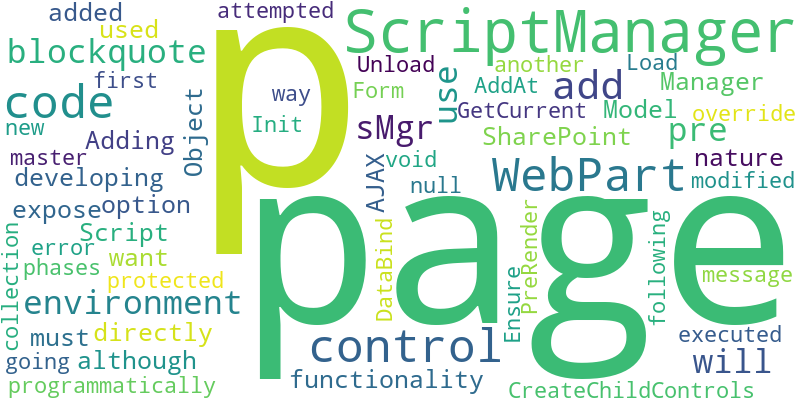 added
attempted
ScriptManager
used
blockquote
p
Unload
another
Load
first
AddAt
add
Manager
code
way
Form
use
Object
GetCurrent
Model
override
new
Init
sMgr
SharePoint
pre
Adding
master
void
nature
AJAX
WebPart
developing
null
modified
expose
option
page
collection
Script
error
want
DataBind
PreRender
following
phases
message
protected
Ensure
environment
must
directly
control
executed
going
although
will
functionality
programmatically
CreateChildControls